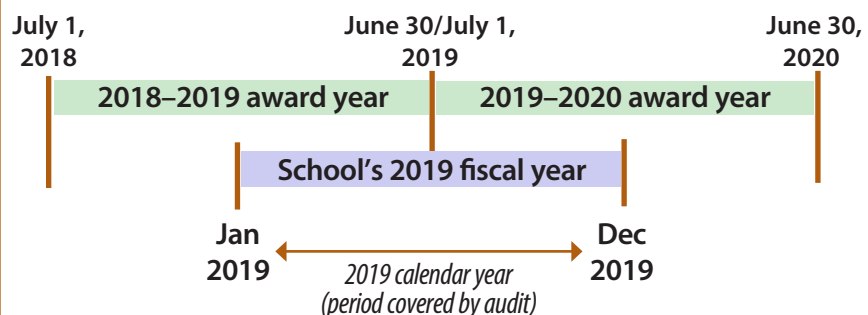 July 1,
2018
June 30/July 1,
2019
June 30,
2020
2018–2019 award year
2019–2020 award year
School’s 2019 fiscal year
Jan
2019
Dec
2019
2019 calendar year
(period covered by audit)